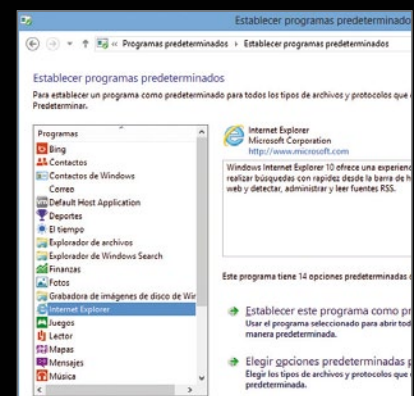 Establecer programas predeterminado
« Programas predeterminados › Establecer programas predeterminados
Establecer programas predeterminados
Para establecer un programa como predeterminado para todos los tipos de archivos y protocolos que
Predeterminar.
Programas
Bing
Contactos
Contactos de Windows
Correo
Default Host Application
Deportes
El tiempo
Explorador de archivos
Explorador de Windows Search
Finanzas
Fotos
Grabadora de imágenes de disco de Wir
Internet Explorer
Juegos
Lector
Mapas
Mensajes
Música
Internet Explorer
Microsoft Corporation
http://www.microsoft.com
Windows Internet Explorer 10 ofrece una experienc
realizar búsquedas con rapidez desde la barra de h
web y detectar, administrar y leer fuentes RSS.
Este programa tiene 14 opciones predeterminadas
Establecer este programa como pr
Usar el programa seleccionado para abrir tod
manera predeterminada.
Elegir opciones predeterminadas p
Elegir los tipos de archivos y protocolos que
predeterminada.